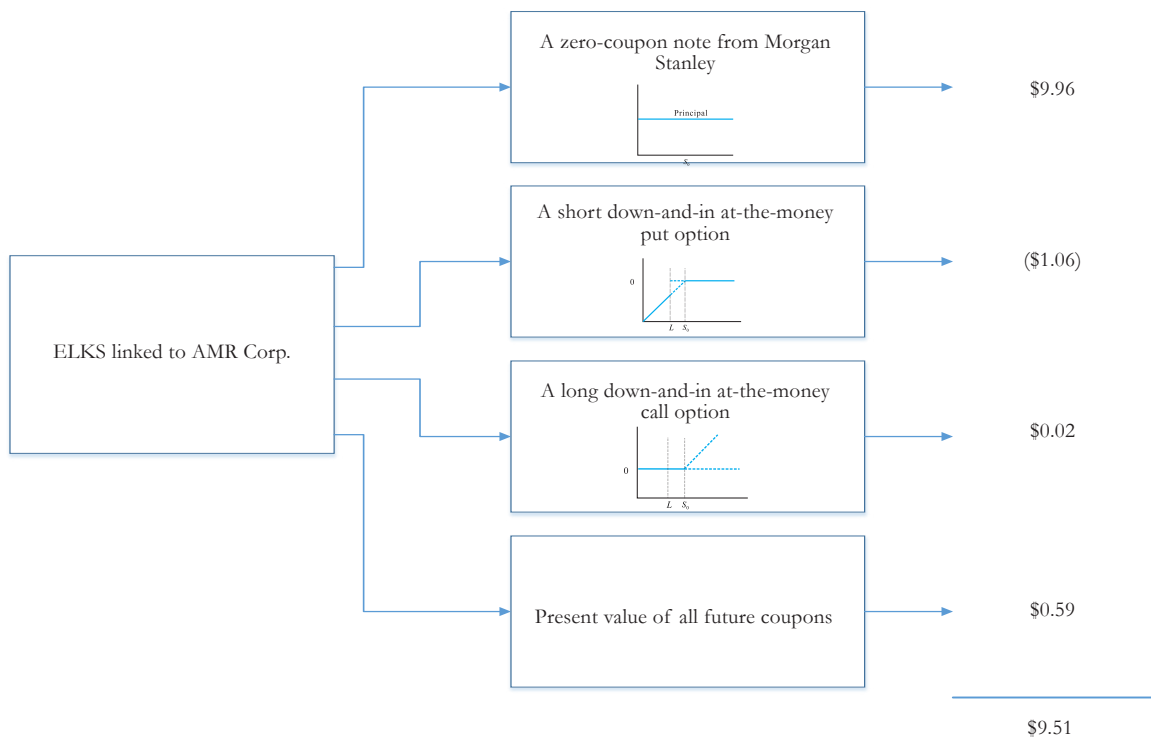 A zero-coupon note from Morgan
Stanley
Principal
S₀
$9.96
A short down-and-in at-the-money
put option
0
L S₀
($1.06)
ELKS linked to AMR Corp.
A long down-and-in at-the-money
call option
0
L S₀
$0.02
Present value of all future coupons
$0.59
$9.51